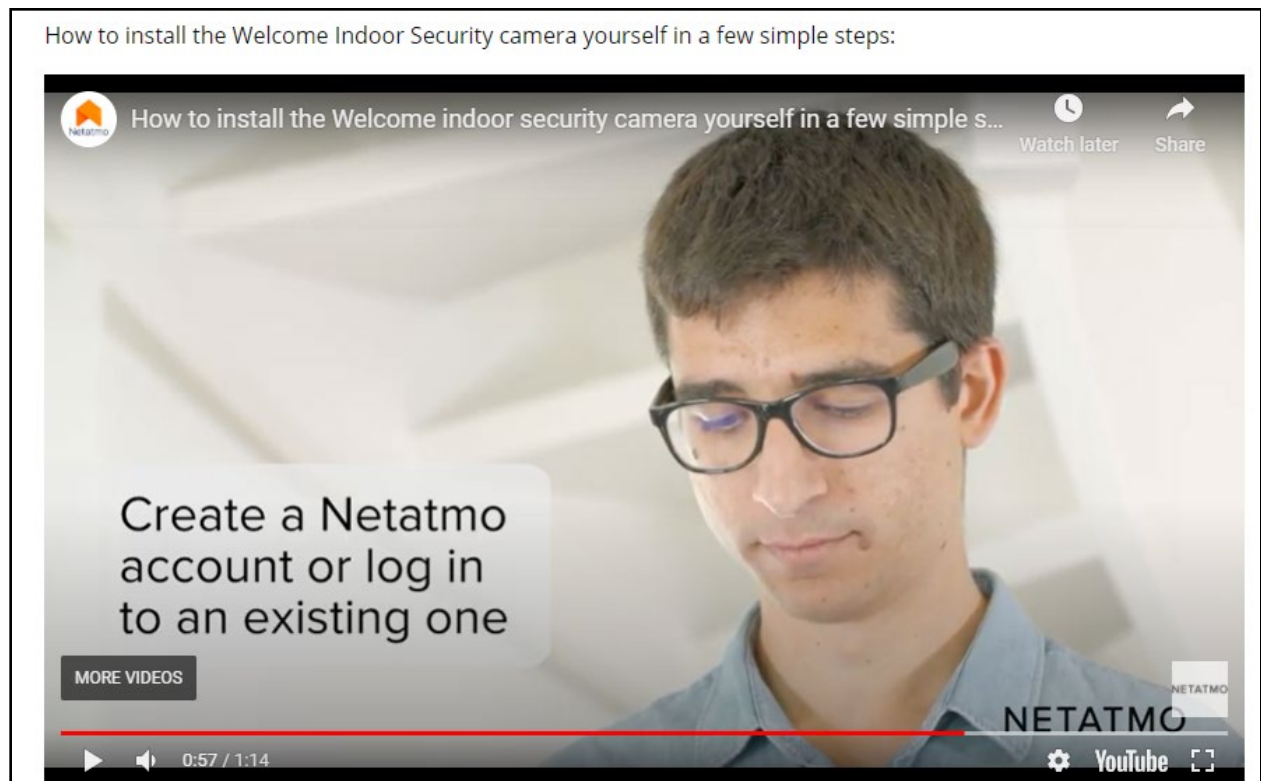 How to install the Welcome Indoor Security camera yourself in a few simple steps:
Netatmo
How to install the Welcome indoor security camera yourself in a few simple s...
Watch later
Share
Create a Netatmo
account or log in
to an existing one
MORE VIDEOS
NETATMO
NETATMO
0:57 / 1:14
YouTube